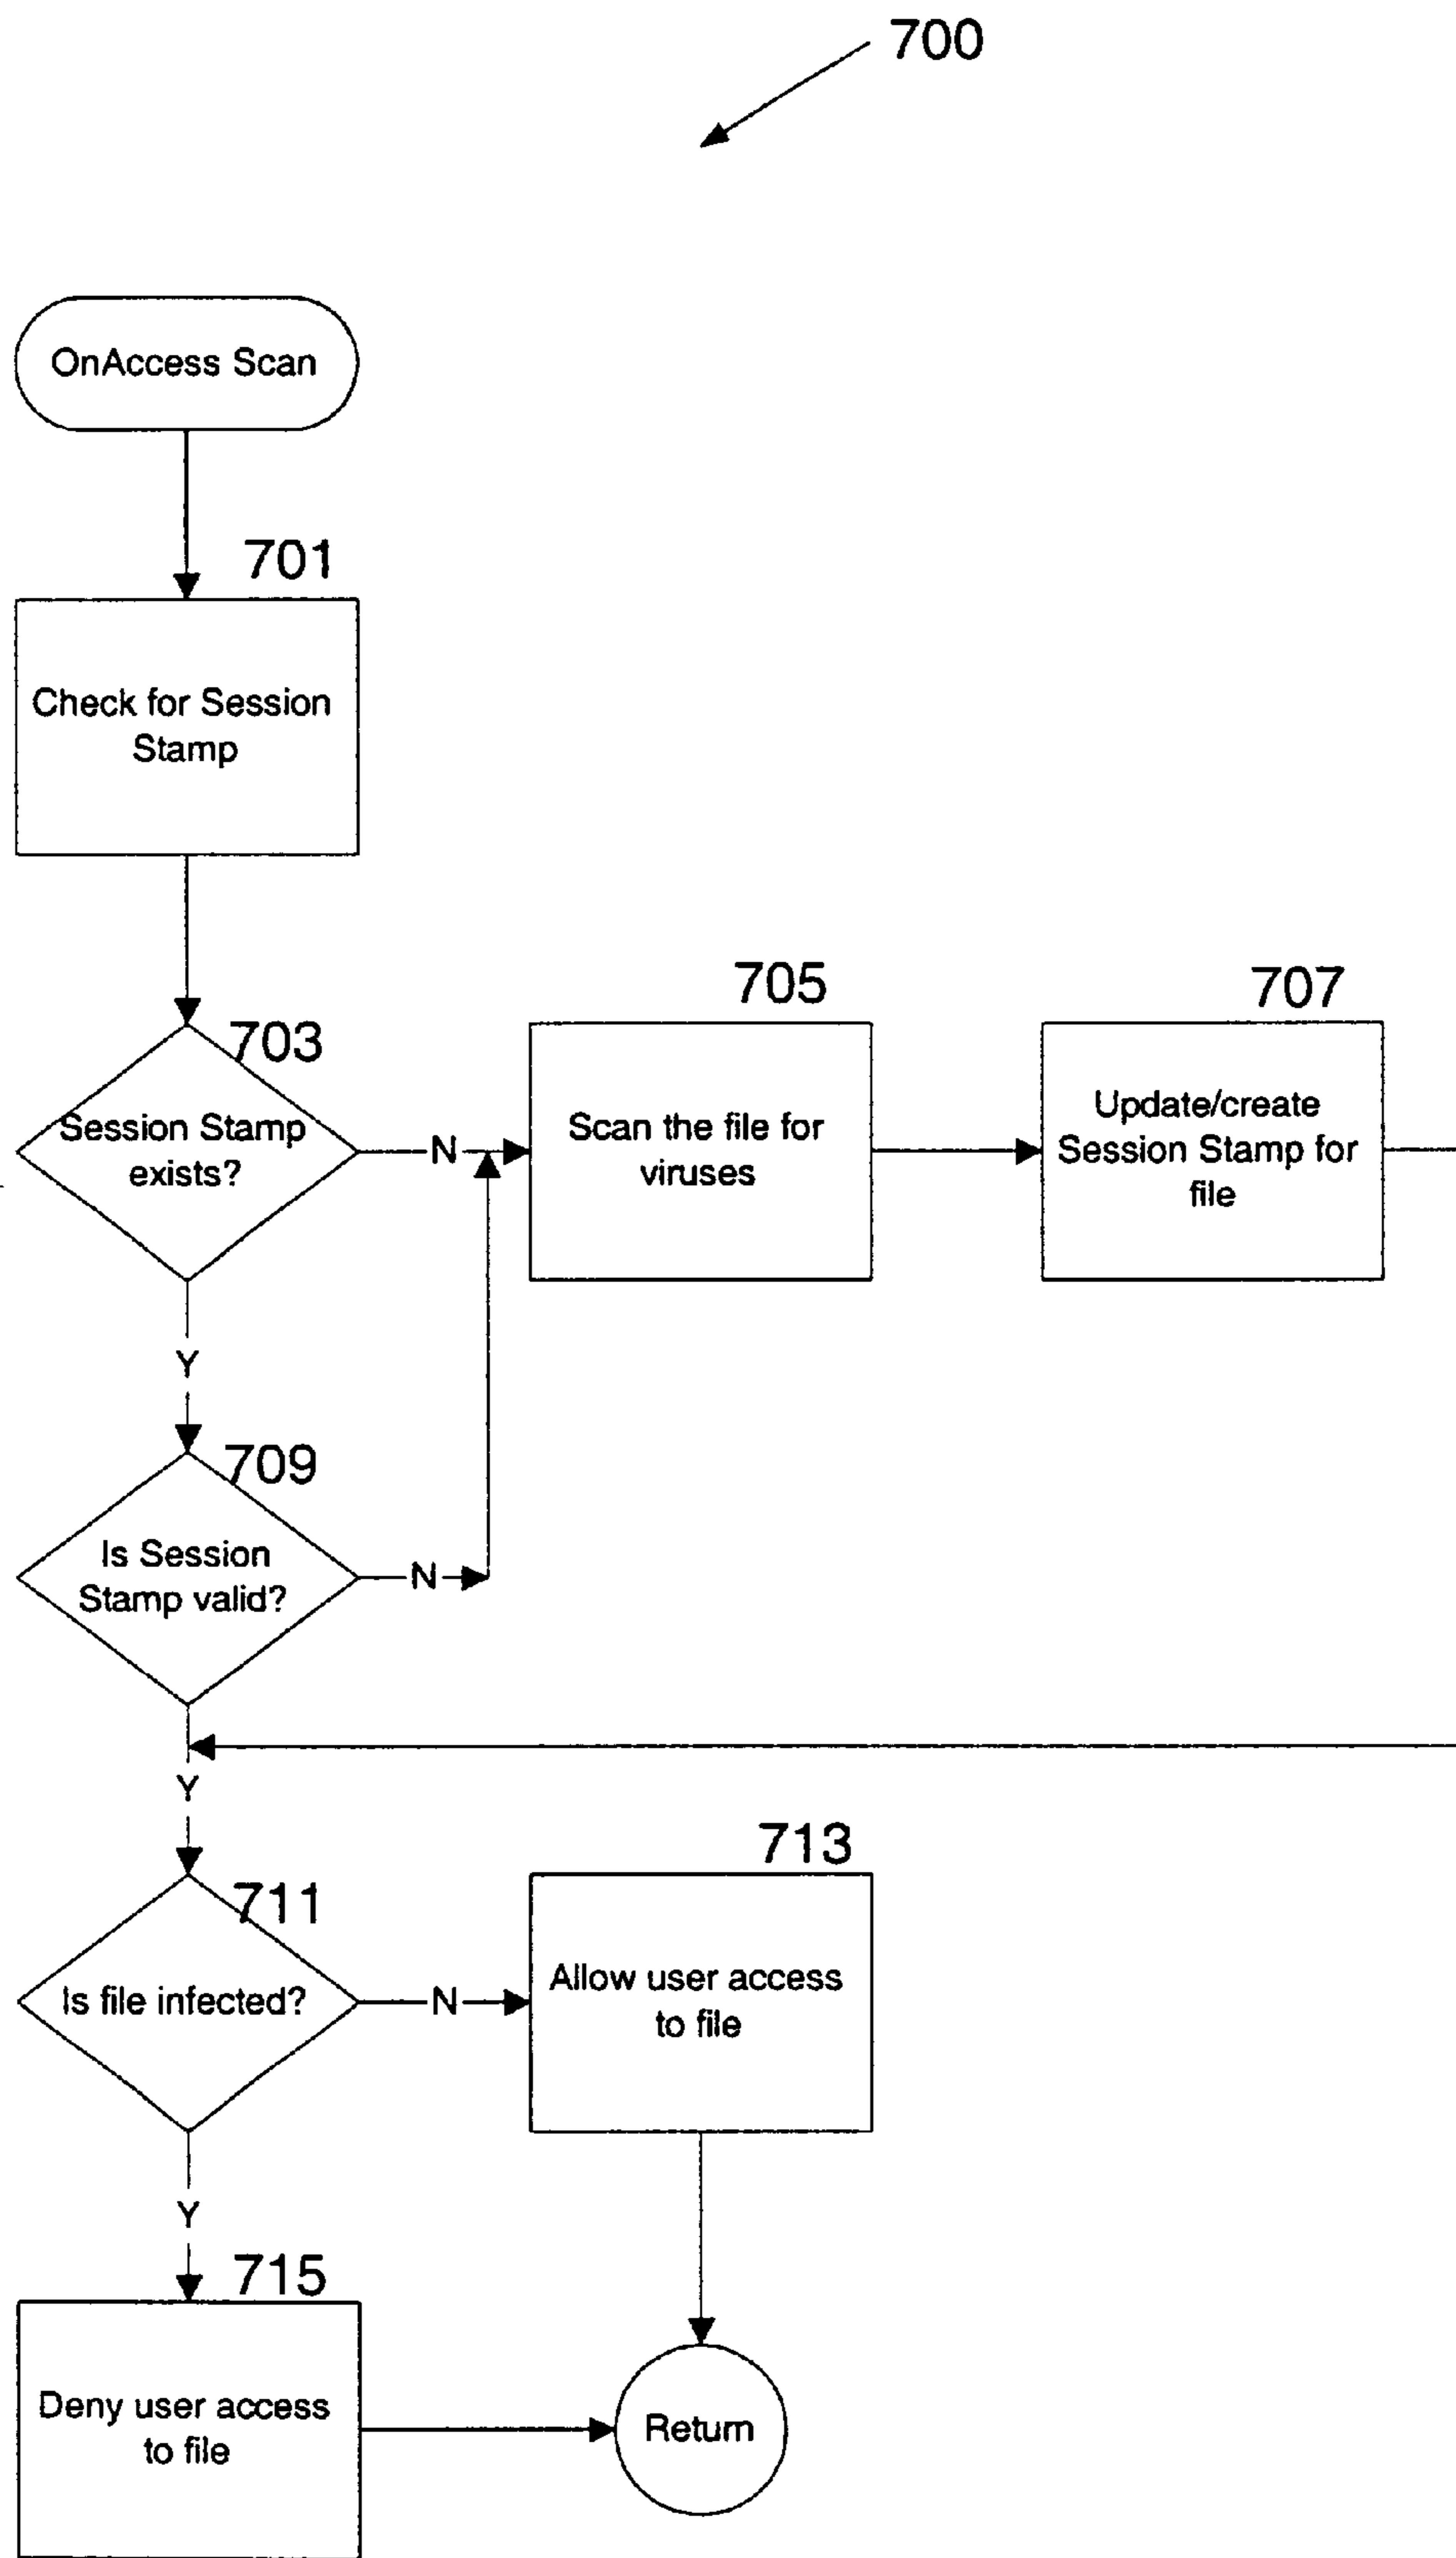 700
OnAccess Scan
701
Check for Session
Stamp
703
Session Stamp
exists?
N
705
Scan the file for
viruses
707
Update/create
Session Stamp for
file
Y
709
Is Session
Stamp valid?
N
Y
711
Is file infected?
N
713
Allow user access
to file
Y
715
Deny user access
to file
Return